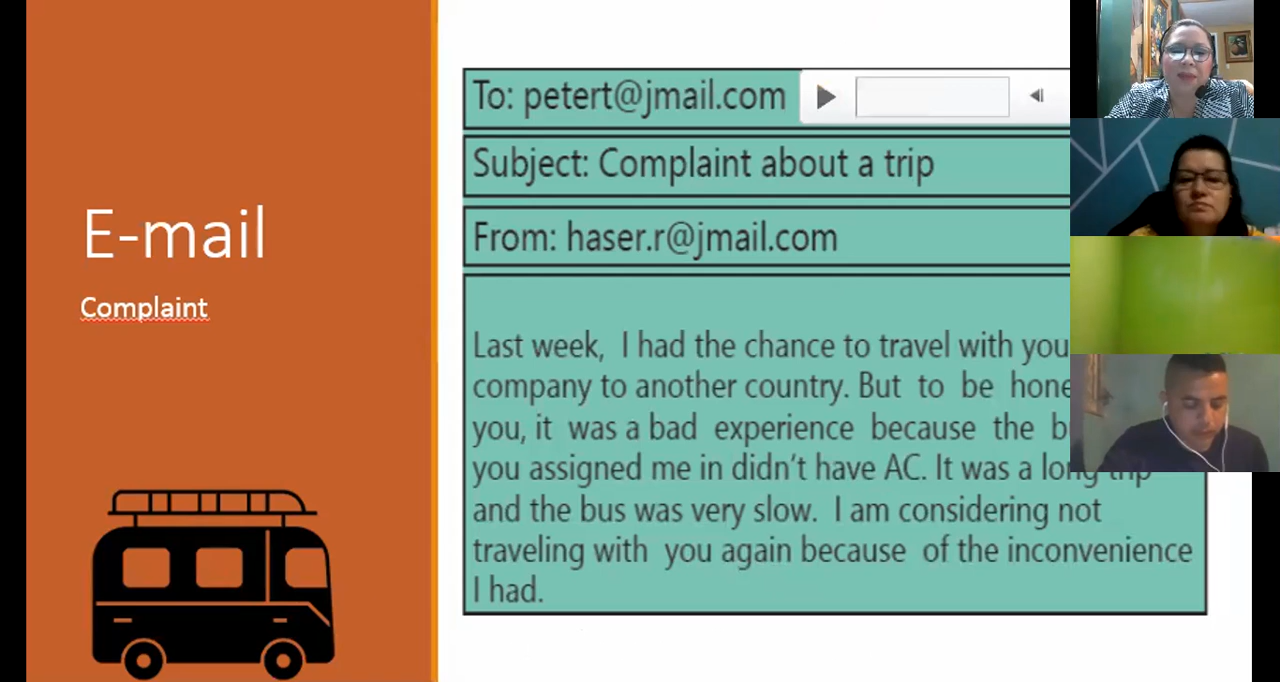 E-mail
Complaint
To: petert@jmail.com
Subject: Complaint about a trip
From: haser.r@jmail.com
Last week, I had the chance to travel with you
company to another country. But to be hone
you, it was a bad experience because the b
you assigned me in didn't have AC. It was a long trip
and the bus was very slow. I am considering not
traveling with you again because of the inconvenience
I had.